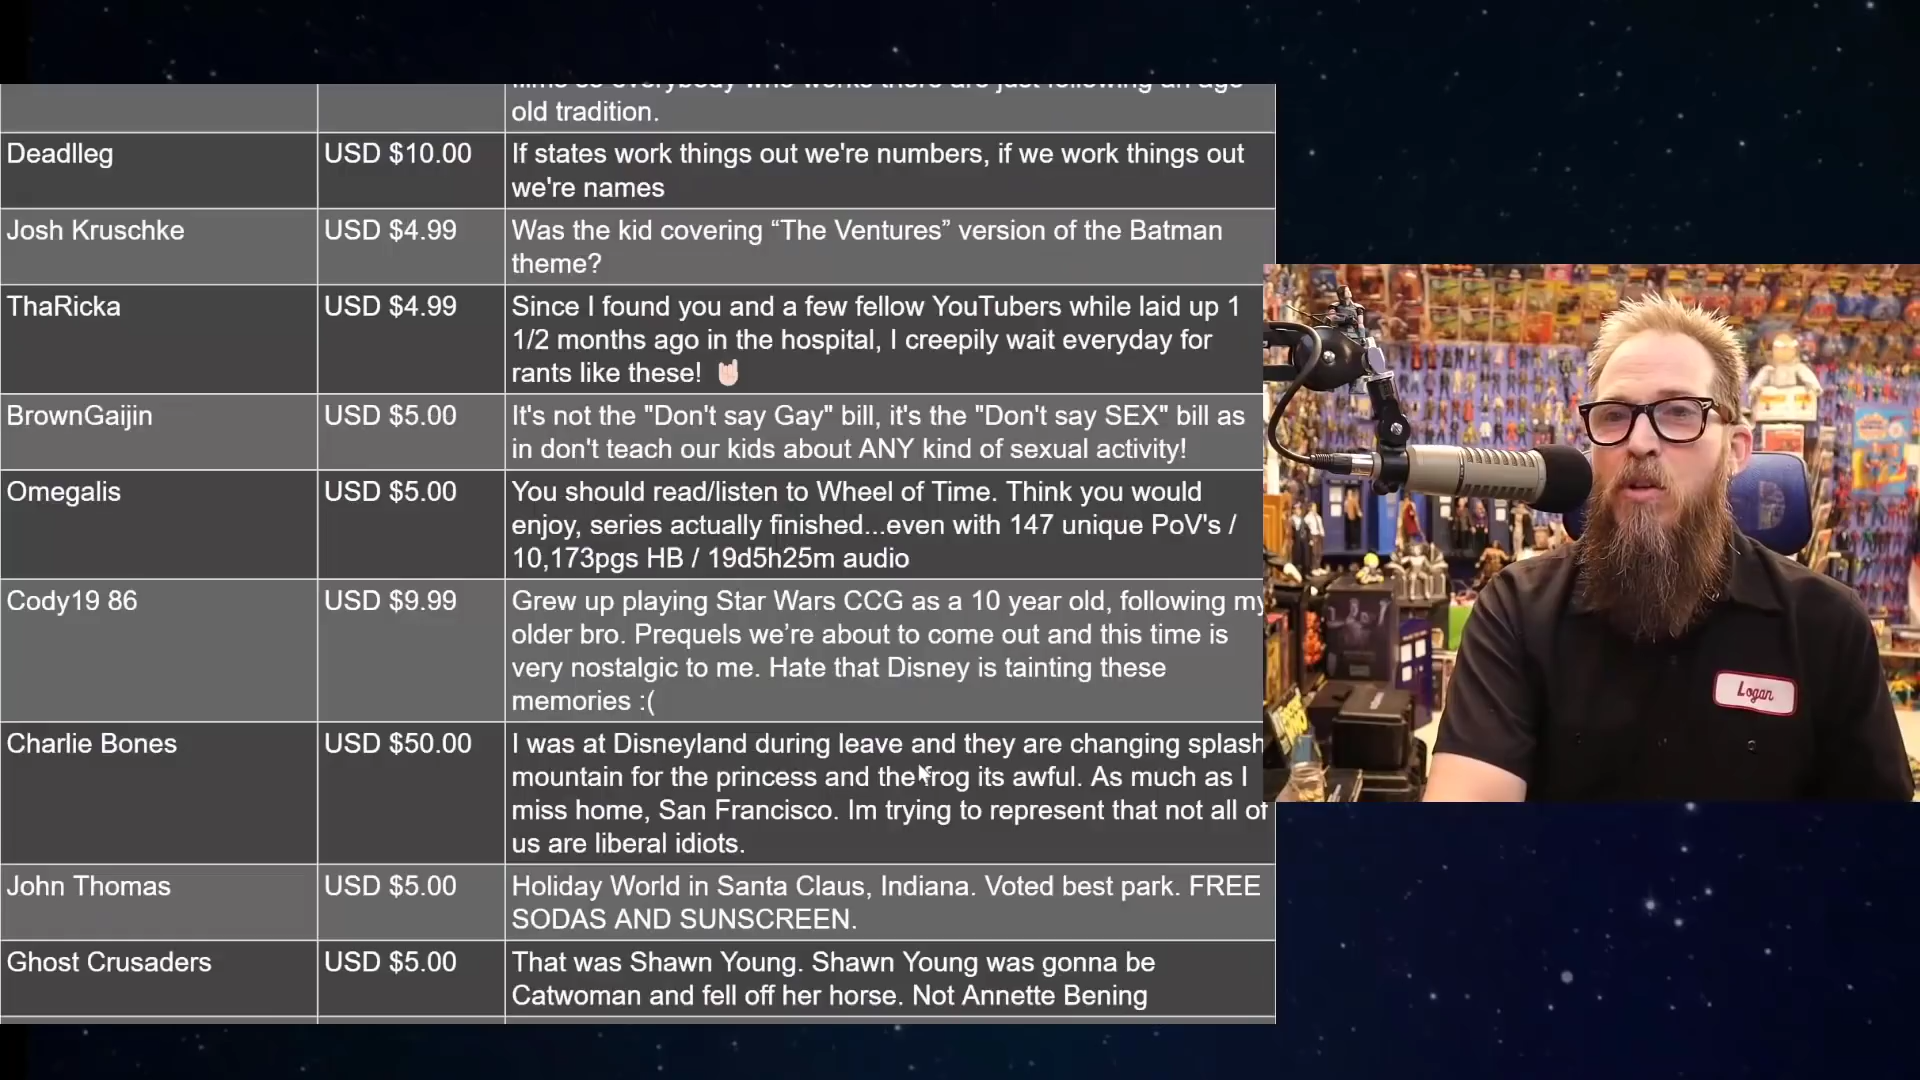 films so everybody who works there are just following an age
old tradition.
Deadlleg
USD $10.00
If states work things out we're numbers, if we work things out
we're names
Josh Kruschke
USD $4.99
Was the kid covering “The Ventures” version of the Batman
theme?
ThaRicka
USD $4.99
Since I found you and a few fellow YouTubers while laid up 1
1/2 months ago in the hospital, I creepily wait everyday for
rants like these! 🤘🏻
BrownGaijin
USD $5.00
It's not the "Don't say Gay" bill, it's the "Don't say SEX" bill as
in don't teach our kids about ANY kind of sexual activity!
Omegalis
USD $5.00
You should read/listen to Wheel of Time. Think you would
enjoy, series actually finished...even with 147 unique PoV's /
10,173pgs HB / 19d5h25m audio
Cody19 86
USD $9.99
Grew up playing Star Wars CCG as a 10 year old, following my
older bro. Prequels we’re about to come out and this time is
very nostalgic to me. Hate that Disney is tainting these
memories :(
Charlie Bones
USD $50.00
I was at Disneyland during leave and they are changing splash
mountain for the princess and the frog its awful. As much as I
miss home, San Francisco. Im trying to represent that not all of
us are liberal idiots.
John Thomas
USD $5.00
Holiday World in Santa Claus, Indiana. Voted best park. FREE
SODAS AND SUNSCREEN.
Ghost Crusaders
USD $5.00
That was Shawn Young. Shawn Young was gonna be
Catwoman and fell off her horse. Not Annette Bening
Logan